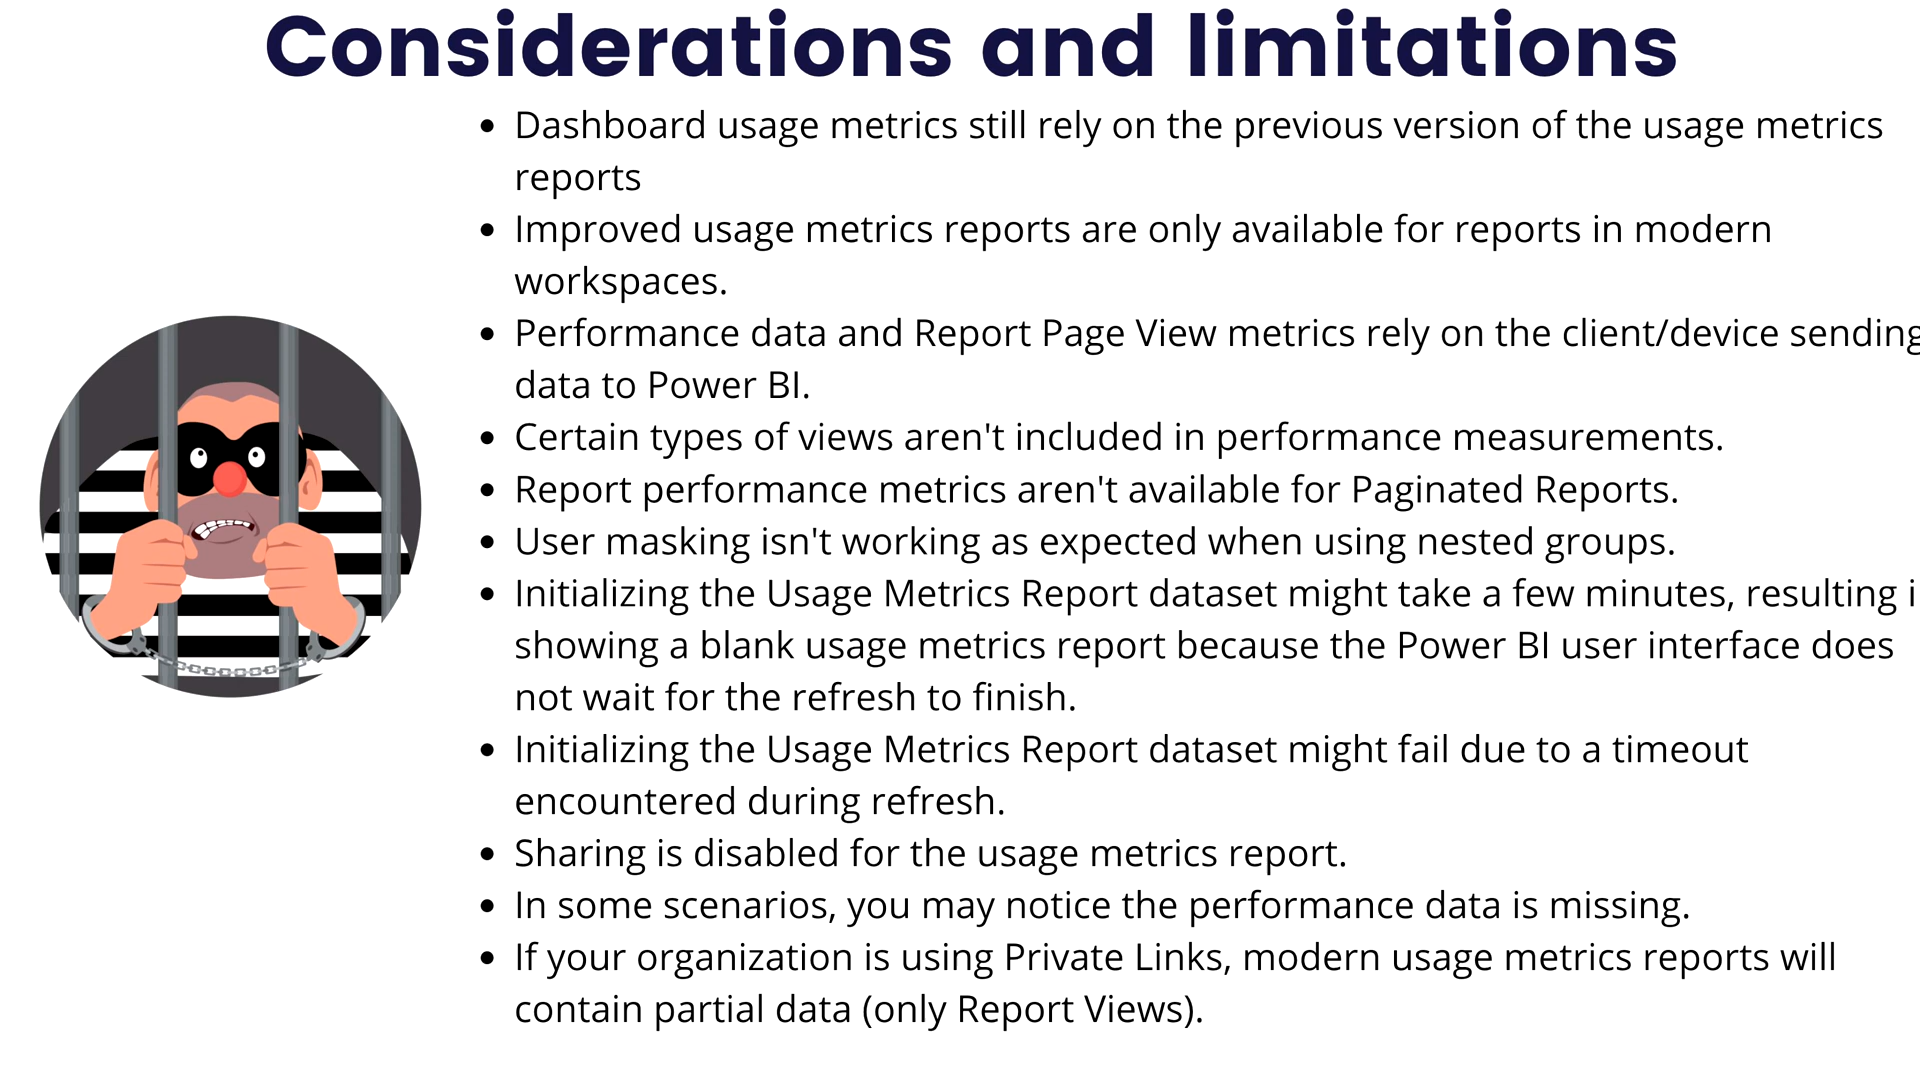 Considerations and limitations
• Dashboard usage metrics still rely on the previous version of the usage metrics
reports
• Improved usage metrics reports are only available for reports in modern
workspaces.
• Performance data and Report Page View metrics rely on the client/device sending
data to Power BI.
• Certain types of views aren't included in performance measurements.
• Report performance metrics aren't available for Paginated Reports.
• User masking isn't working as expected when using nested groups.
• Initializing the Usage Metrics Report dataset might take a few minutes, resulting i
showing a blank usage metrics report because the Power BI user interface does
not wait for the refresh to finish.
• Initializing the Usage Metrics Report dataset might fail due to a timeout
encountered during refresh.
• Sharing is disabled for the usage metrics report.
• In some scenarios, you may notice the performance data is missing.
• If your organization is using Private Links, modern usage metrics reports will
contain partial data (only Report Views).